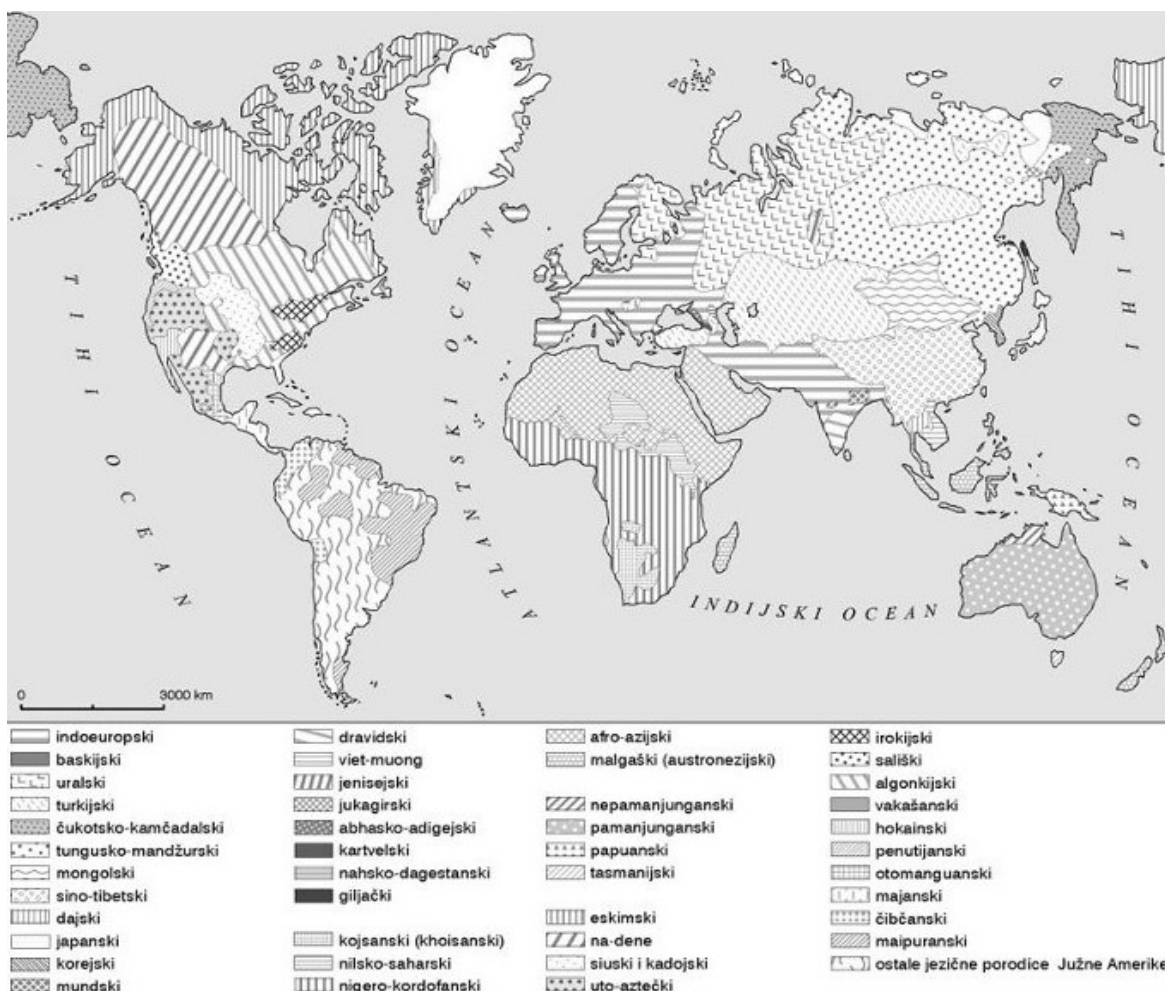 TIHI OCEAN
ATLANTSKI OCEAN
TIHI OCEAN
INDIJSKI OCEAN
0 3000 km
indoeuropski
baskijski
uralski
turkijski
čukotsko-kamčadalski
tungusko-mandžurski
mongolski
sino-tibetski
dajski
japanski
korejski
mundski
dravidski
viet-muong
jenisejski
jukagirski
abhasko-adigejski
kartvelski
nahsko-dagestanski
giljački
kojsanski (khoisanski)
nilsko-saharski
nigero-kordofanski
afro-azijski
malgaški (austronezijski)
nepamanjunganski
pamanjunganski
papuanski
tasmanijski
eskimski
na-dene
siuski i kadojski
uto-aztečki
irokijski
sališki
algonkijski
vakašanski
hokainski
penutijanski
otomanguanski
majanski
čibčanski
maipuranski
ostale jezične porodice Južne Amerike